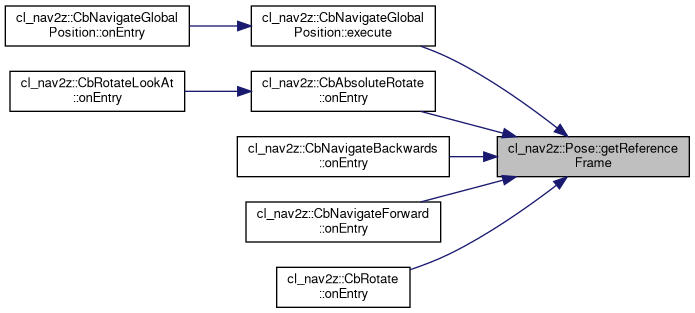 cl_nav2z::CbNavigateGlobal
Position::onEntry
cl_nav2z::CbNavigateGlobal
Position::execute
cl_nav2z::CbRotateLookAt
::onEntry
cl_nav2z::CbAbsoluteRotate
::onEntry
cl_nav2z::CbNavigateBackwards
::onEntry
cl_nav2z::Pose::getReference
Frame
cl_nav2z::CbNavigateForward
::onEntry
cl_nav2z::CbRotate
::onEntry